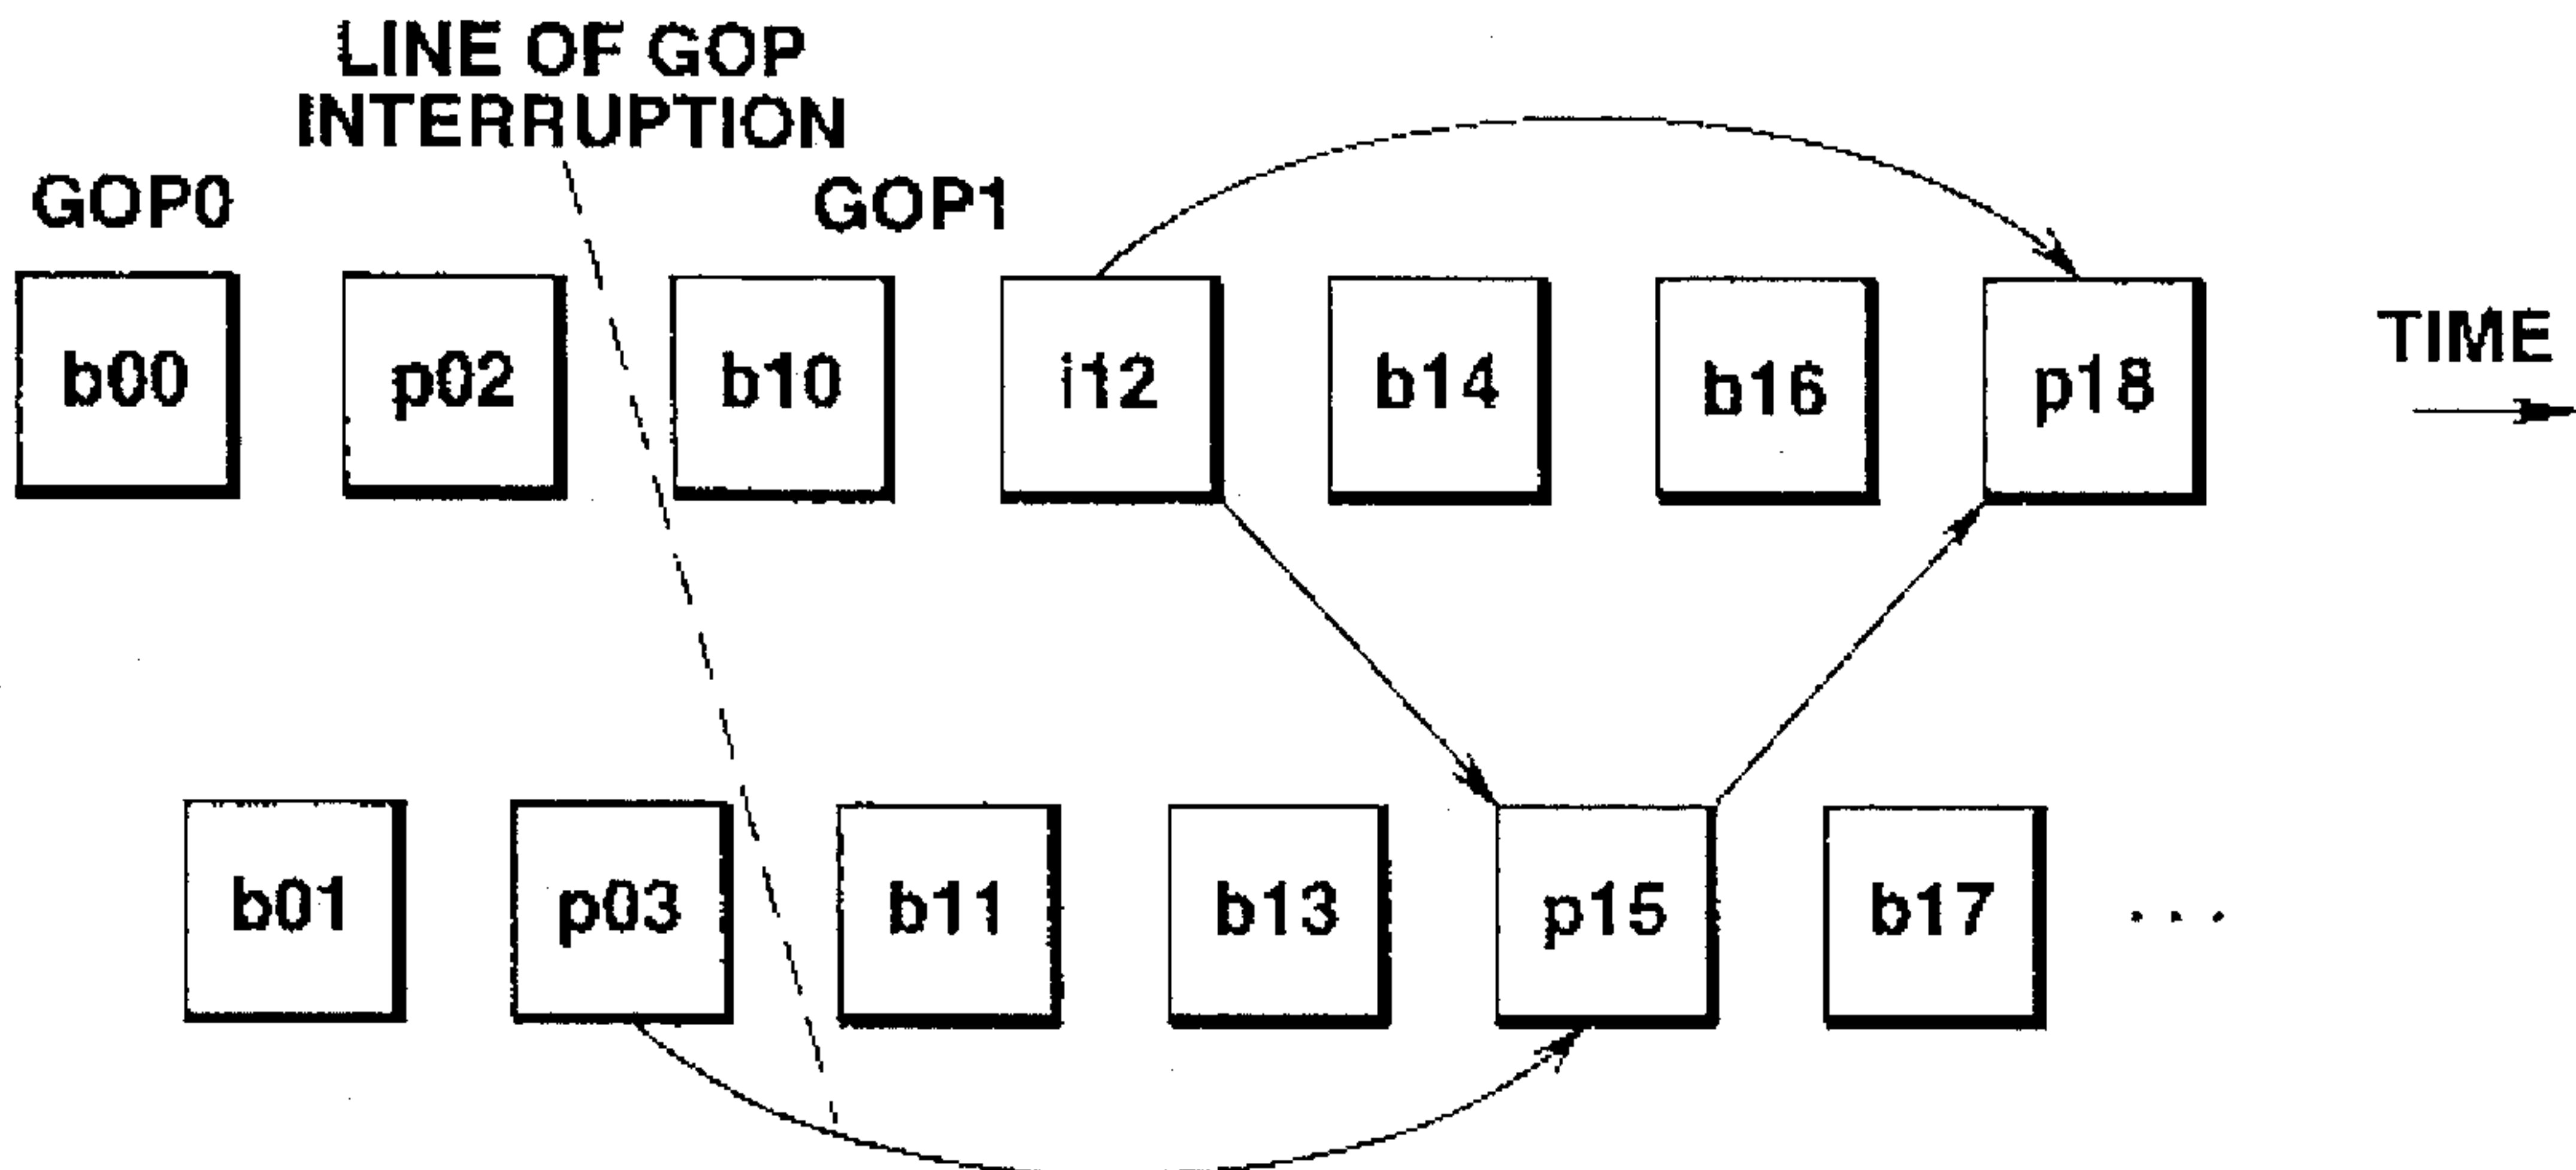 LINE OF GOP
INTERRUPTION
GOP0
GOP1
b00 p02 b10 i12 b14 b16 p18
TIME
b01 p03 b11 b13 p15 b17 ...